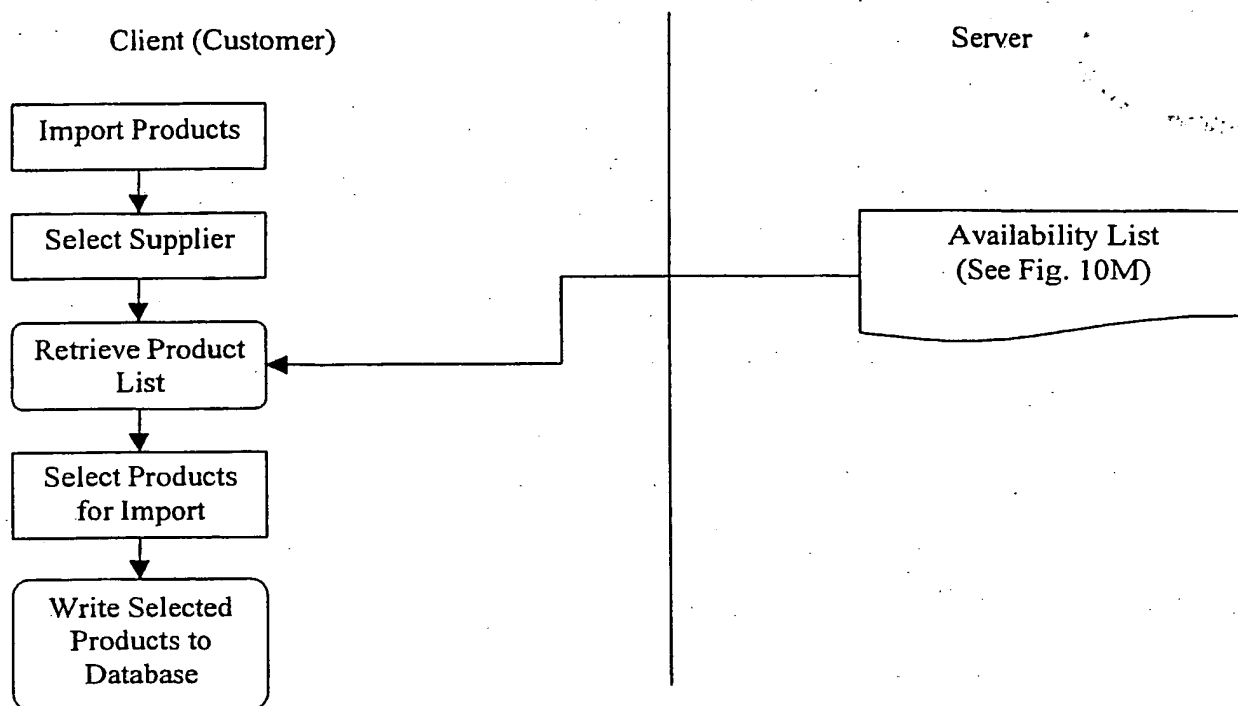 Client (Customer)
Server
Import Products
Select Supplier
Availability List
(See Fig. 10M)
Retrieve Product
List
Select Products
for Import
Write Selected
Products to
Database